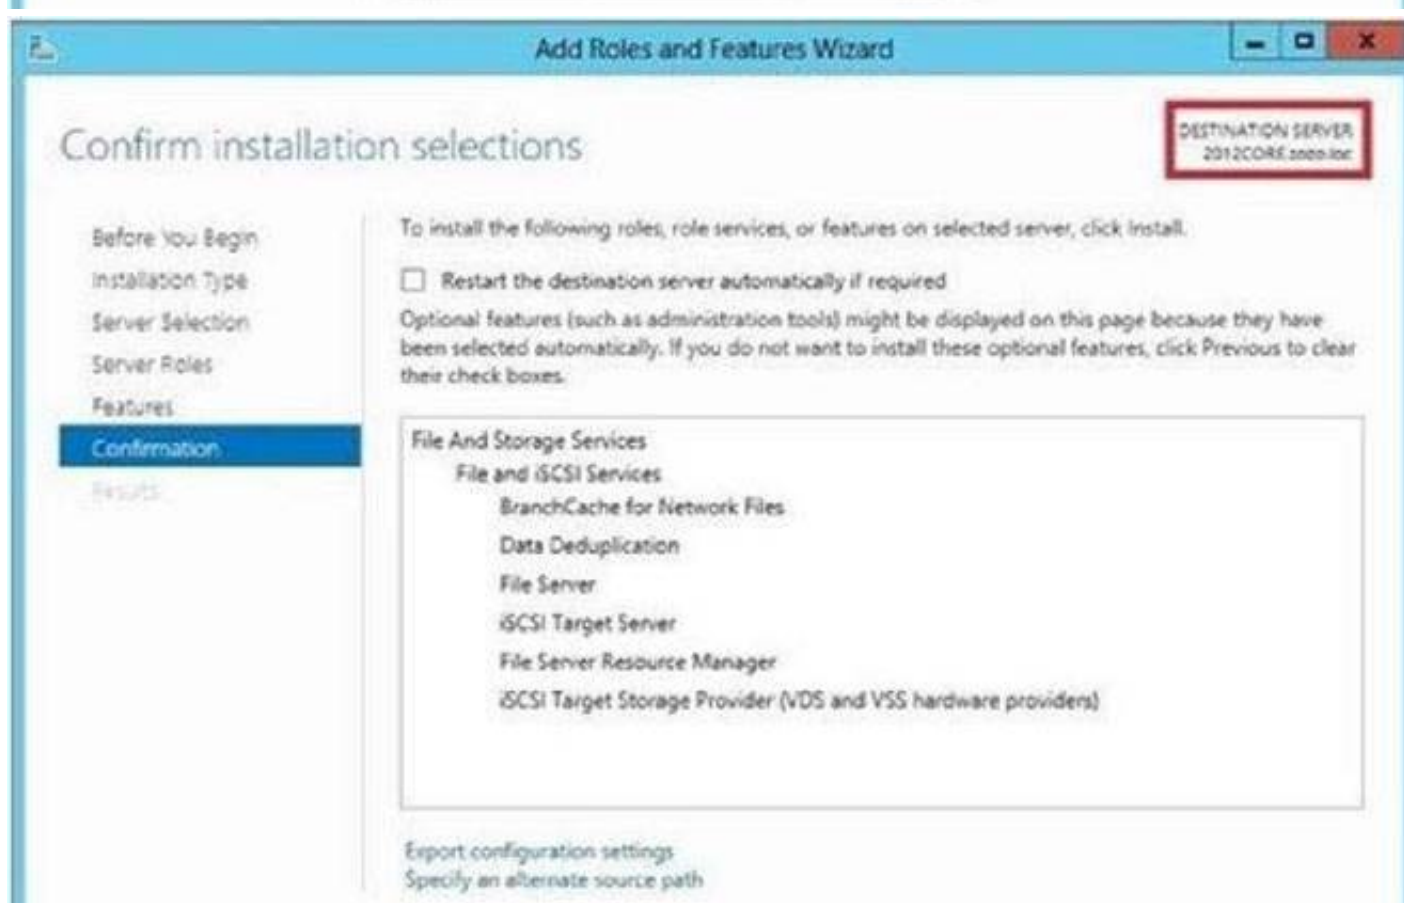 Add Roles and Features Wizard
Confirm installation selections
DESTINATION SERVER
2012CORE
Before You Begin
Installation Type
Server Selection
Server Roles
Features
Confirmation
Results
To install the following roles, role services, or features on selected server, click Install.
Restart the destination server automatically if required
Optional features (such as administration tools) might be displayed on this page because they have
been selected automatically. If you do not want to install these optional features, click Previous to clear
their check boxes.
File And Storage Services
File and iSCSI Services
BranchCache for Network Files
Data Deduplication
File Server
iSCSI Target Server
File Server Resource Manager
iSCSI Target Storage Provider (VDS and VSS hardware providers)
Export configuration settings
Specify an alternate source path